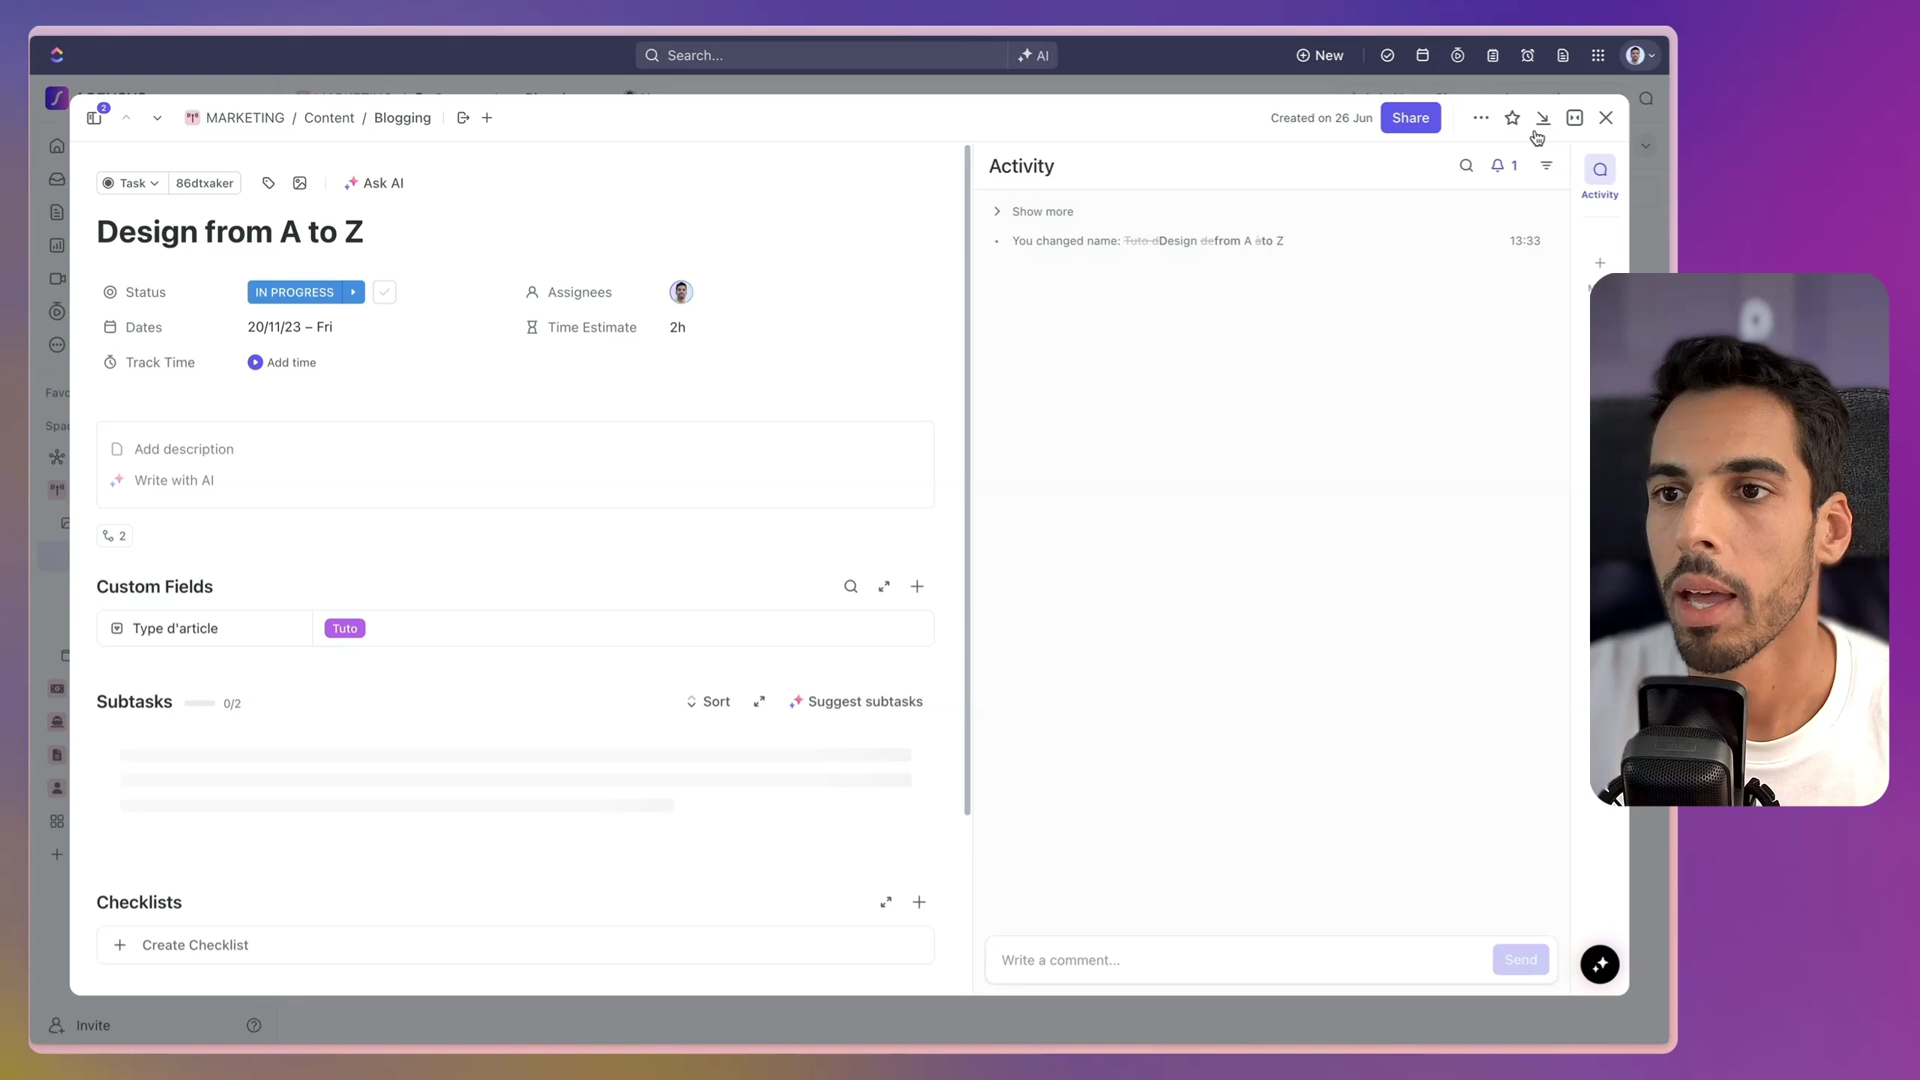 Search...
AI
New
2
MARKETING / Content / Blogging
Created on 26 Jun
Share
Task
86dtxaker
Ask AI
Design from A to Z
Status
IN PROGRESS
Assignees
Dates
20/11/23 – Fri
Time Estimate
2h
Track Time
Add time
Add description
Write with AI
2
Custom Fields
Type d'article
Tuto
Subtasks
0/2
Sort
Suggest subtasks
Checklists
Create Checklist
Activity
1
Activity
Show more
You changed name: Tuto dDesign defrom A àto Z
13:33
Write a comment...
Send
Favo
Spac
Invite